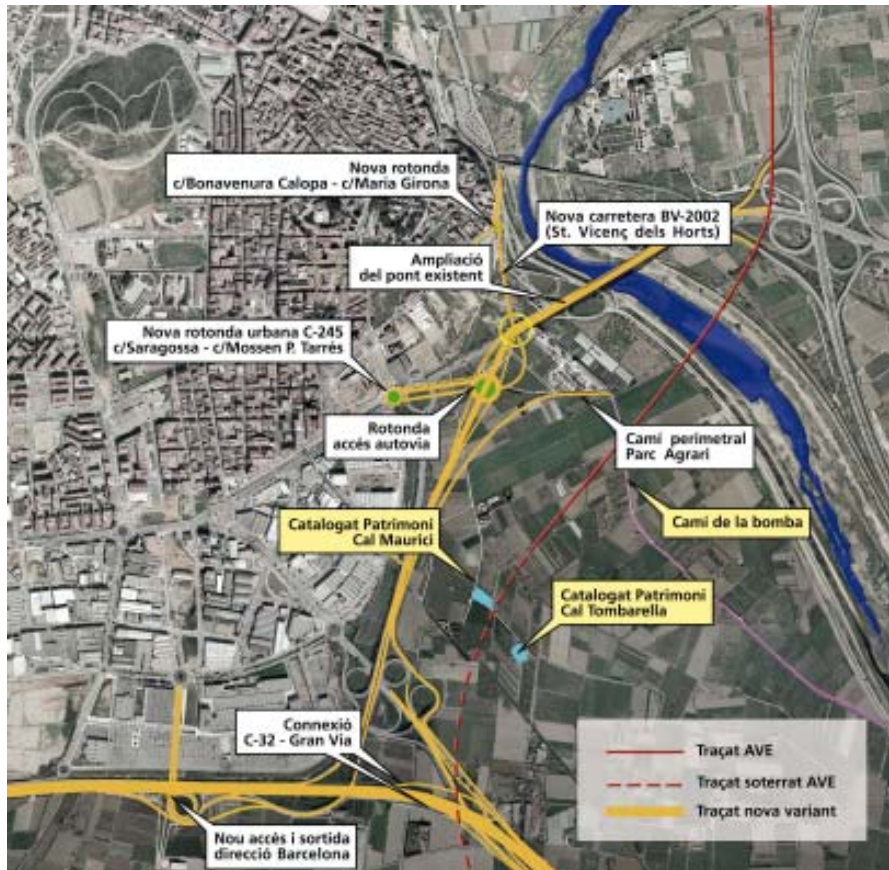 Nova rotonda
c/Bonavenura Calopa - c/Maria Girona
Nova carretera BV-2002
(St. Vicenç dels Horts)
Ampliació
del pont existent
Nova rotonda urbana C-245
c/Saragossa - c/Mossen P. Tarrés
Rotonda
accés autovia
Camí perimetral
Parc Agrari
Catalogat Patrimoni
Cal Maurici
Camí de la bomba
Catalogat Patrimoni
Cal Tombarella
Connexió
C-32 - Gran Via
Nou accés i sortida
direcció Barcelona
Traçat AVE
Traçat soterrat AVE
Traçat nova variant